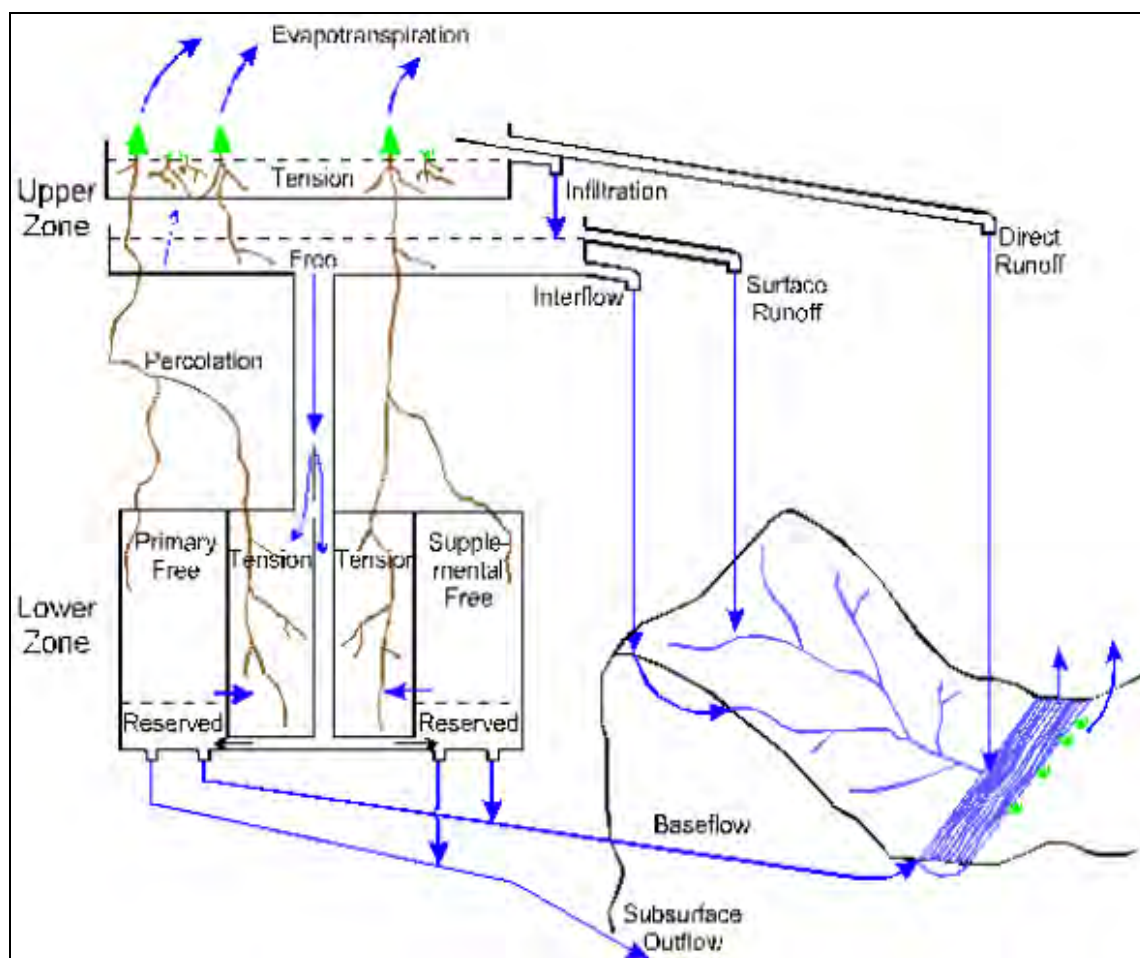 Evapotranspiration
Upper
Zone
Tension
Infiltration
Direct
Runoff
Free
Interflow
Surface
Runoff
Percolation
Lower
Zone
Primary
Free
Tension
Tension
Supple-
mental
Free
Reserved
Reserved
Baseflow
Subsurface
Outflow